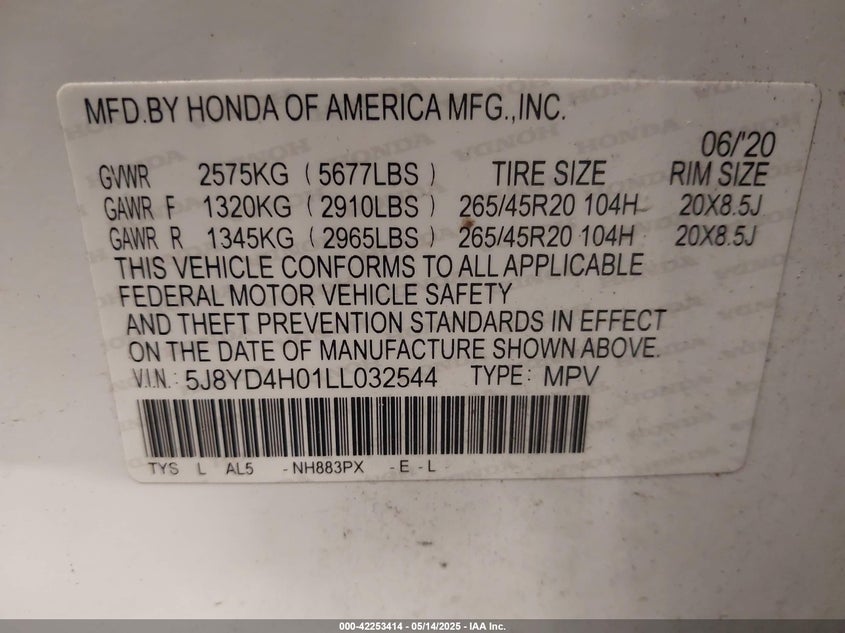 MFD.BY HONDA OF AMERICA MFG.,INC.
06/'20
GVWR 2575KG ( 5677LBS ) TIRE SIZE RIM SIZE
GAWR F 1320KG ( 2910LBS ) 265/45R20 104H 20X8.5J
GAWR R 1345KG ( 2965LBS ) 265/45R20 104H 20X8.5J
THIS VEHICLE CONFORMS TO ALL APPLICABLE
FEDERAL MOTOR VEHICLE SAFETY
AND THEFT PREVENTION STANDARDS IN EFFECT
ON THE DATE OF MANUFACTURE SHOWN ABOVE.
V.I.N.: 5J8YD4H01LL032544 TYPE: MPV
TYS L AL5 -NH883PX -E-L
000-42253414 - 05/14/2025 - IAA Inc.